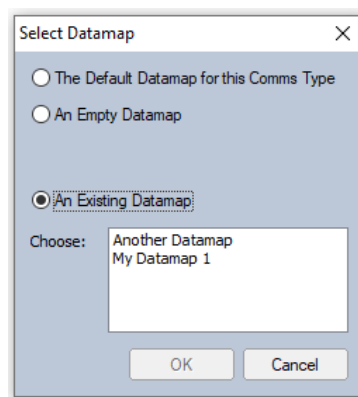 Select Datamap
The Default Datamap for this Comms Type
An Empty Datamap
An Existing Datamap
Choose:
Another Datamap
My Datamap 1
OK
Cancel